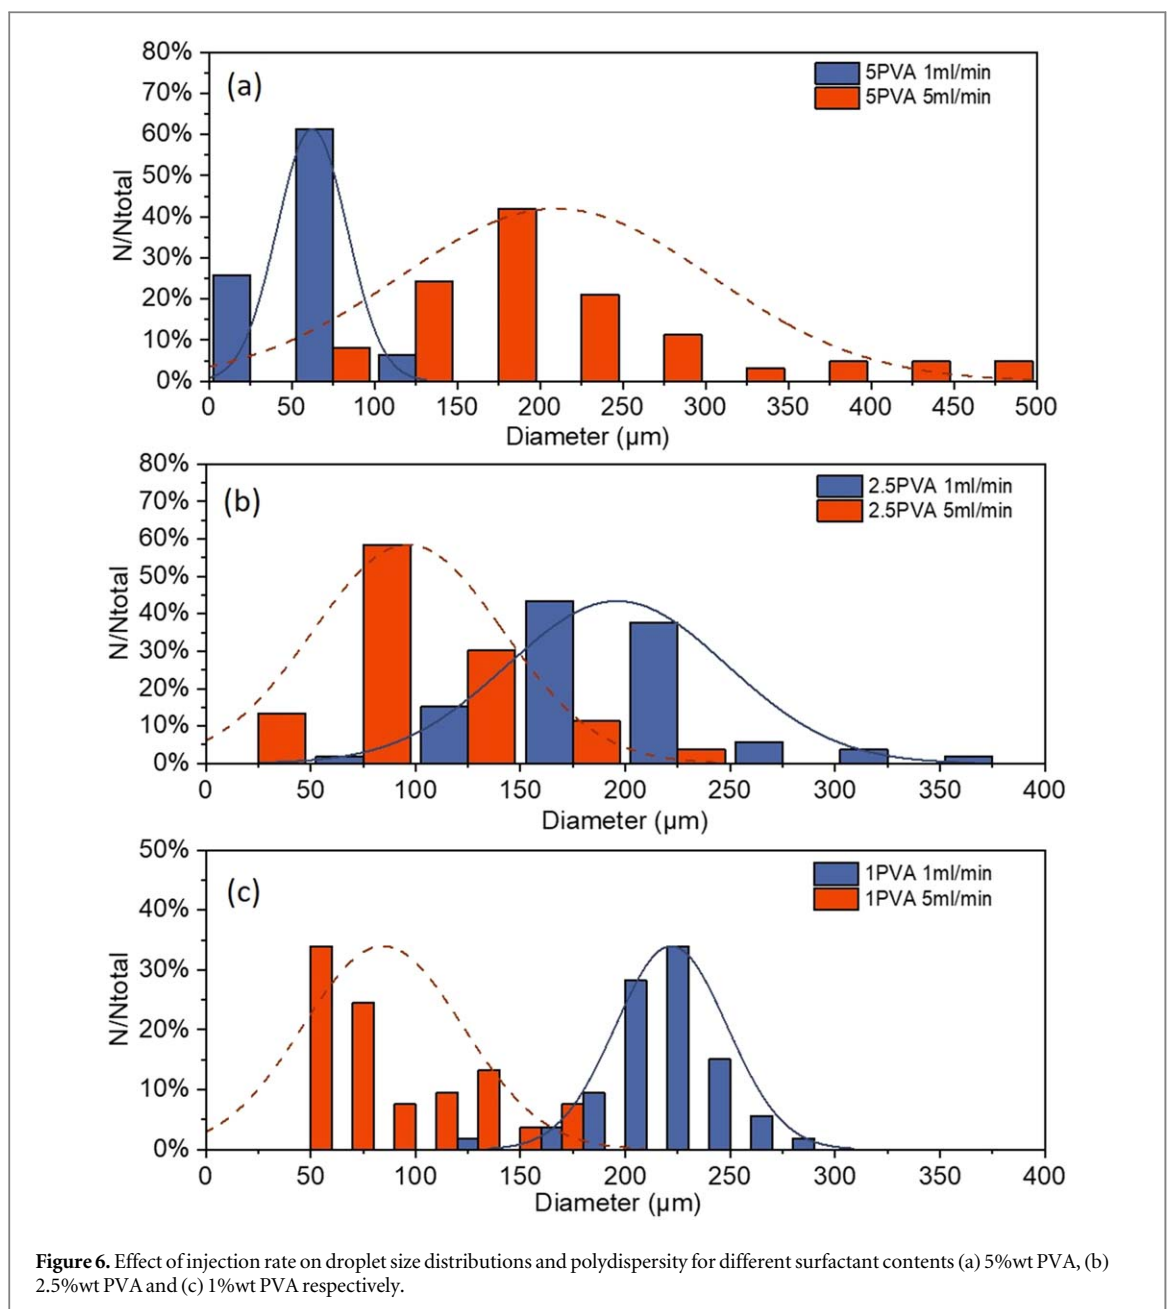 80%
70%
60%
50%
40%
30%
20%
10%
0%
N/Ntotal
(a)
5PVA 1ml/min
5PVA 5ml/min
0 50 100 150 200 250 300 350 400 450 500
Diameter (μm)
80%
70%
60%
50%
40%
30%
20%
10%
0%
N/Ntotal
(b)
2.5PVA 1ml/min
2.5PVA 5ml/min
0 50 100 150 200 250 300 350 400
Diameter (μm)
50%
40%
30%
20%
10%
0%
N/Ntotal
(c)
1PVA 1ml/min
1PVA 5ml/min
0 50 100 150 200 250 300 350 400
Diameter (μm)
Figure 6. Effect of injection rate on droplet size distributions and polydispersity for different surfactant contents (a) 5%wt PVA, (b)
2.5%wt PVA and (c) 1%wt PVA respectively.